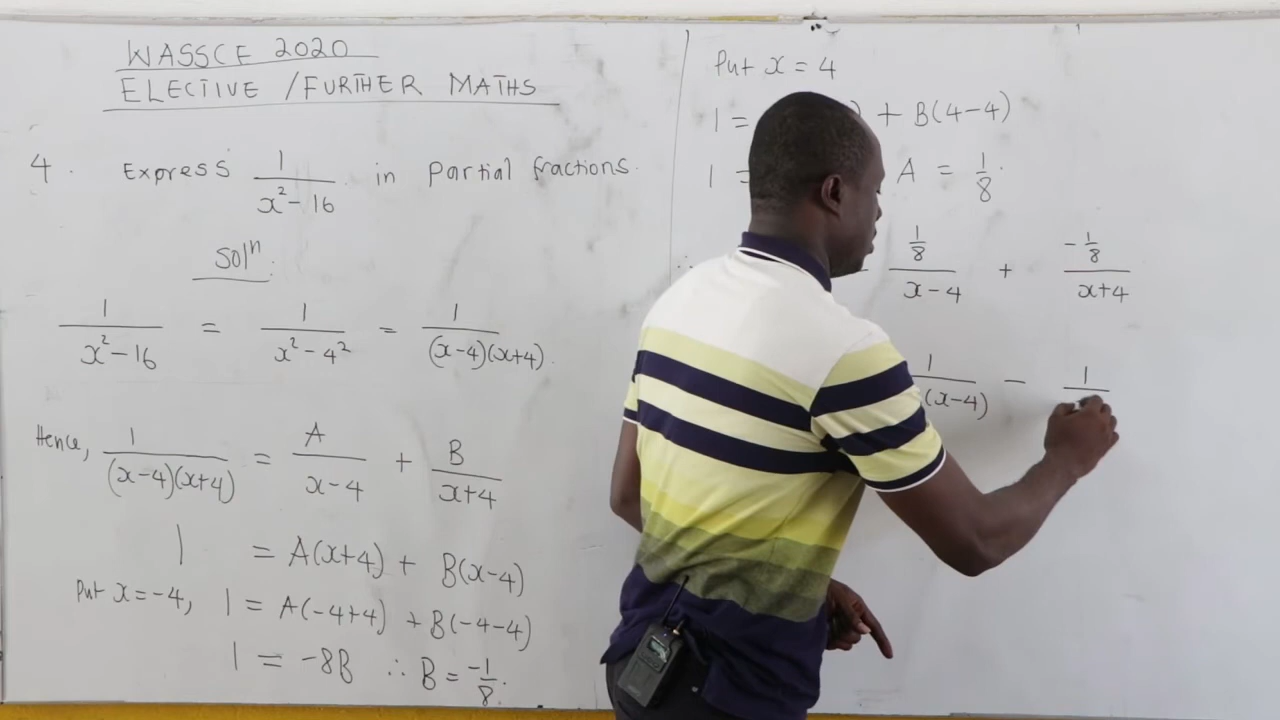 WASSCE 2020
ELECTIVE /FURTHER MATHS
4. Express 1/(x²-16) in Partial fractions.
Solⁿ:
1/(x²-16) = 1/(x²-4²) = 1/((x-4)(x+4)).
Hence, 1/((x-4)(x+4)) = A/(x-4) + B/(x+4)
1 = A(x+4) + B(x-4)
Put x=-4, 1 = A(-4+4) + B(-4-4)
1 = -8B ∴ B = -1/8.
Put x = 4
1 = + B(4-4)
1 = A = 1/8.
(1/8)/(x-4) + (-1/8)/(x+4)
1/(x-4) - 1